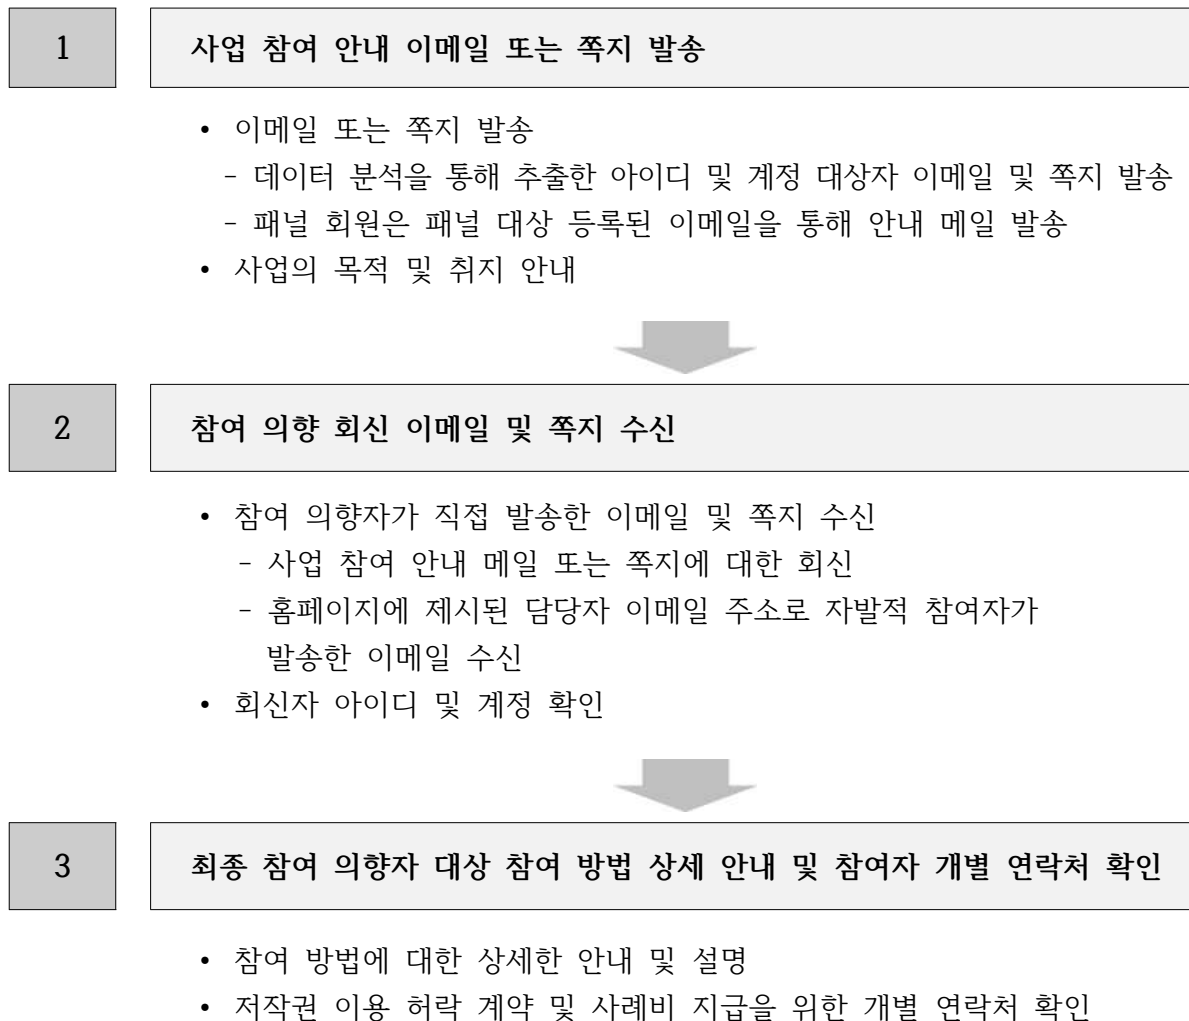 1
사업 참여 안내 이메일 또는 쪽지 발송
• 이메일 또는 쪽지 발송
- 데이터 분석을 통해 추출한 아이디 및 계정 대상자 이메일 및 쪽지 발송
- 패널 회원은 패널 대상 등록된 이메일을 통해 안내 메일 발송
• 사업의 목적 및 취지 안내
2
참여 의향 회신 이메일 및 쪽지 수신
• 참여 의향자가 직접 발송한 이메일 및 쪽지 수신
- 사업 참여 안내 메일 또는 쪽지에 대한 회신
- 홈페이지에 제시된 담당자 이메일 주소로 자발적 참여자가
발송한 이메일 수신
• 회신자 아이디 및 계정 확인
3
최종 참여 의향자 대상 참여 방법 상세 안내 및 참여자 개별 연락처 확인
• 참여 방법에 대한 상세한 안내 및 설명
• 저작권 이용 허락 계약 및 사례비 지급을 위한 개별 연락처 확인